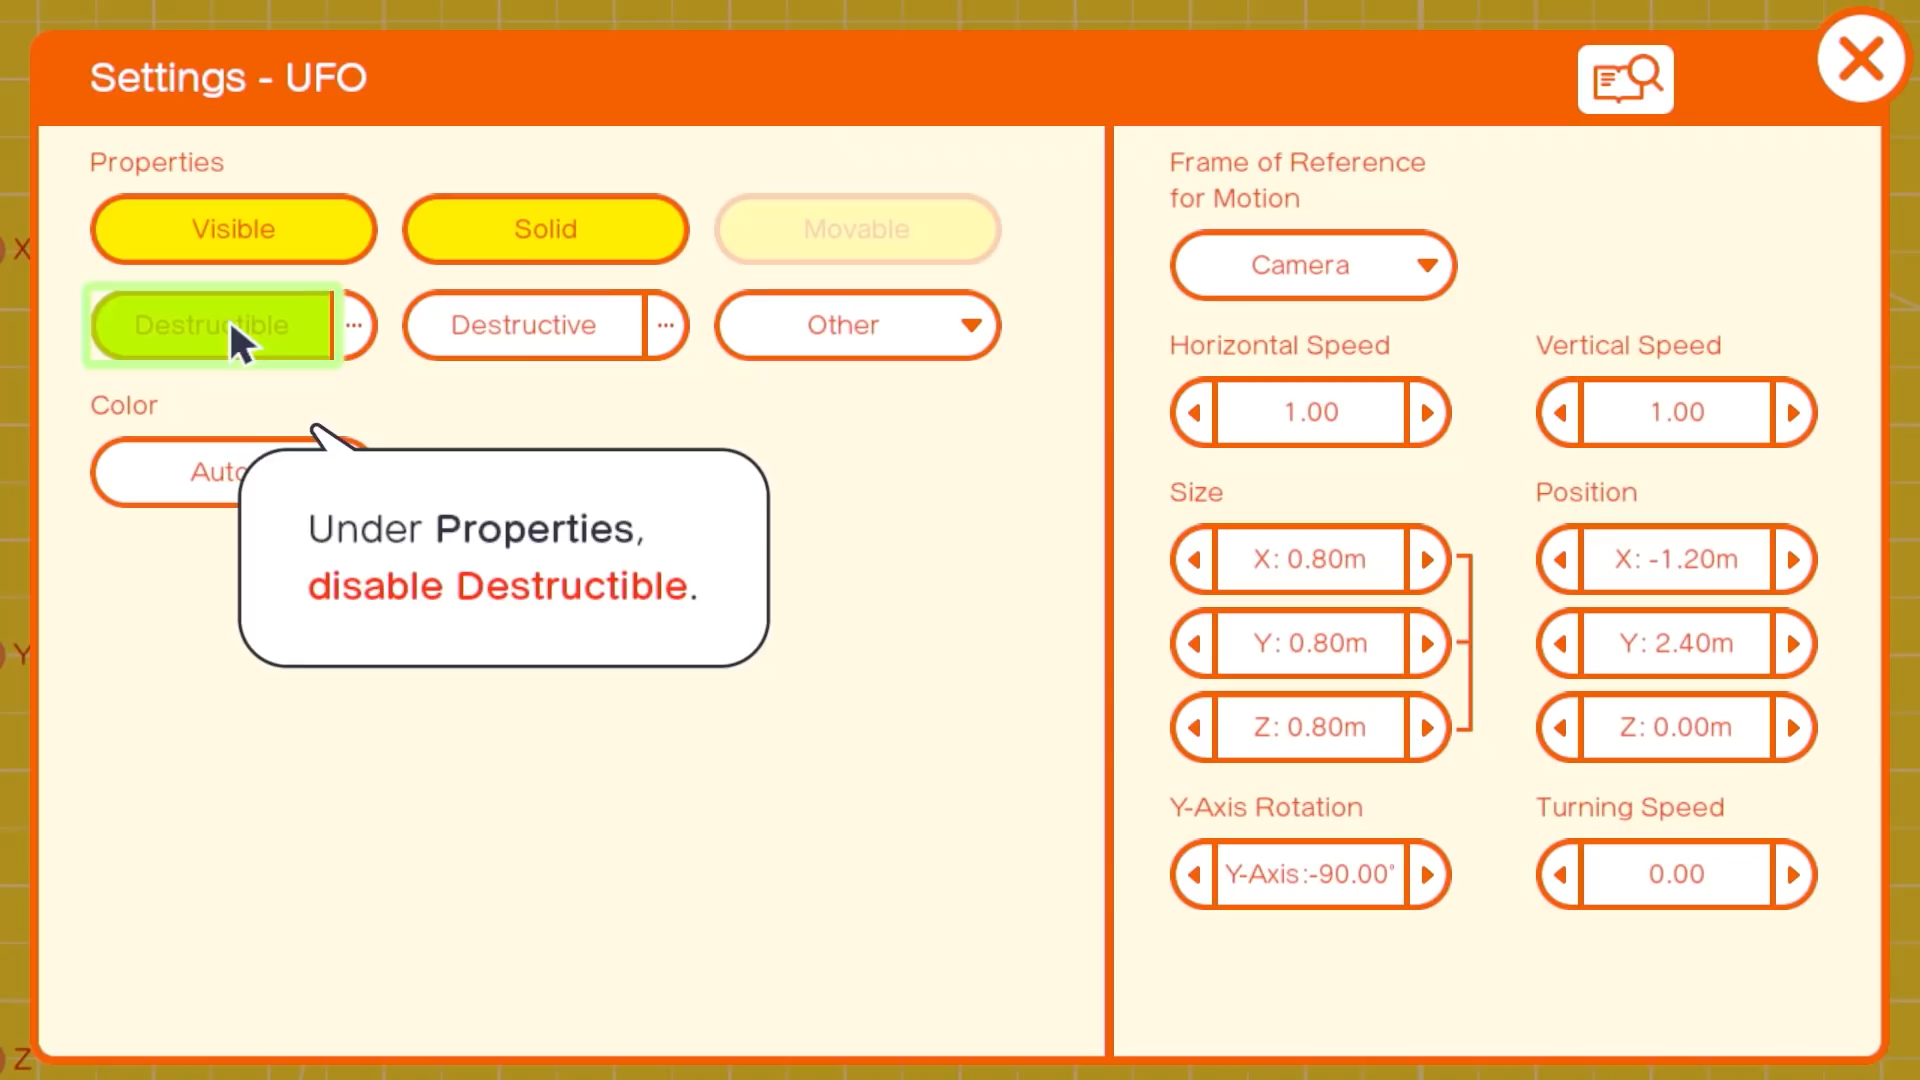 Settings - UFO
Properties
Visible
Solid
Movable
Destructible
...
Destructive
...
Other
Color
Auto
Under Properties,
disable Destructible.
Frame of Reference
for Motion
Camera
Horizontal Speed
Vertical Speed
1.00
1.00
Size
Position
X: 0.80m
X: -1.20m
Y: 0.80m
Y: 2.40m
Z: 0.80m
Z: 0.00m
Y-Axis Rotation
Turning Speed
Y-Axis:-90.00°
0.00
X
Y
Z